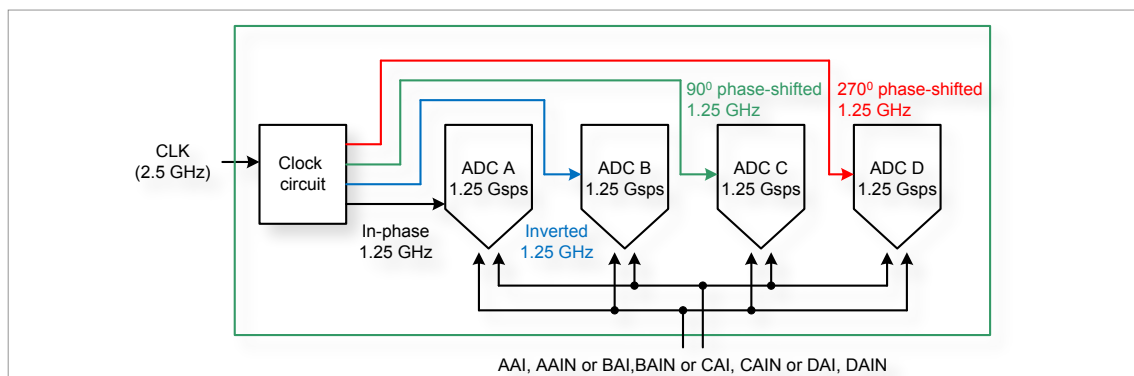 90⁰ phase-shifted
1.25 GHz
270⁰ phase-shifted
1.25 GHz
CLK
(2.5 GHz)
Clock
circuit
ADC A
1.25 Gsps
ADC B
1.25 Gsps
ADC C
1.25 Gsps
ADC D
1.25 Gsps
In-phase
1.25 GHz
Inverted
1.25 GHz
AAI, AAIN or BAI,BAIN or CAI, CAIN or DAI, DAIN